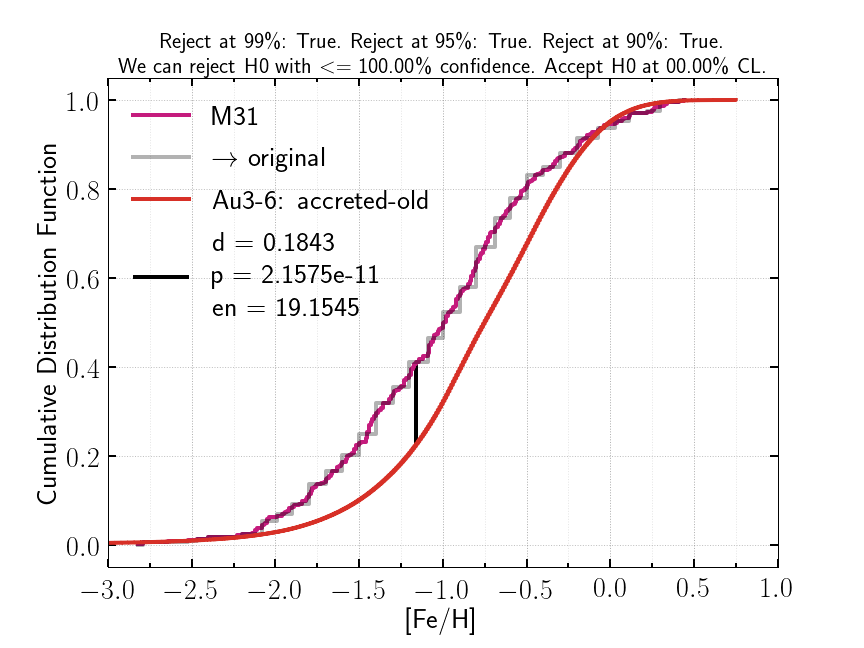 Reject at 99%: True. Reject at 95%: True. Reject at 90%: True.
We can reject H0 with <= 100.00% confidence. Accept H0 at 00.00% CL.
M31
→ original
Au3-6: accreted-old
d = 0.1843
p = 2.1575e-11
en = 19.1545
Cumulative Distribution Function
1.0
0.8
0.6
0.4
0.2
0.0
−3.0 −2.5 −2.0 −1.5 −1.0 −0.5 0.0 0.5 1.0
[Fe/H]